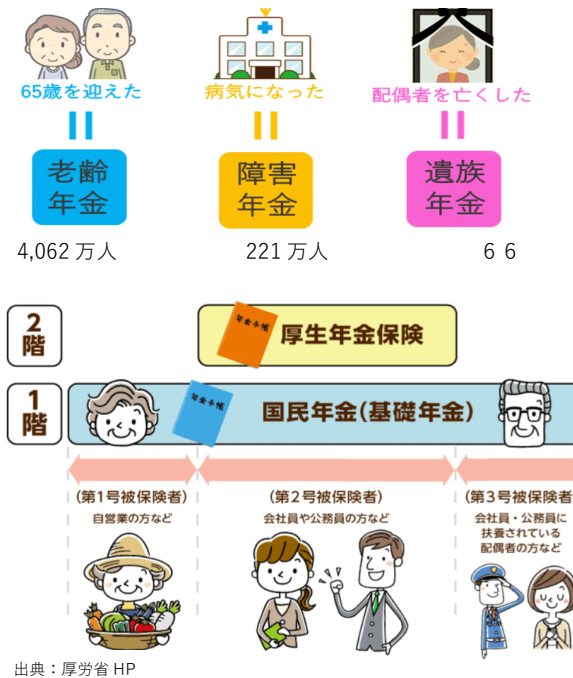 65歳を迎えた
病気になった
配偶者を亡くした
老齢
年金
障害
年金
遺族
年金
4,062 万人
221 万人
6 6
2
階
年金手帳
厚生年金保険
1
階
年金手帳
国民年金(基礎年金)
(第1号被保険者)
自営業の方など
(第2号被保険者)
会社員や公務員の方など
(第3号被保険者
会社員・公務員に
扶養されている
配偶者の方など
出典：厚労省 HP